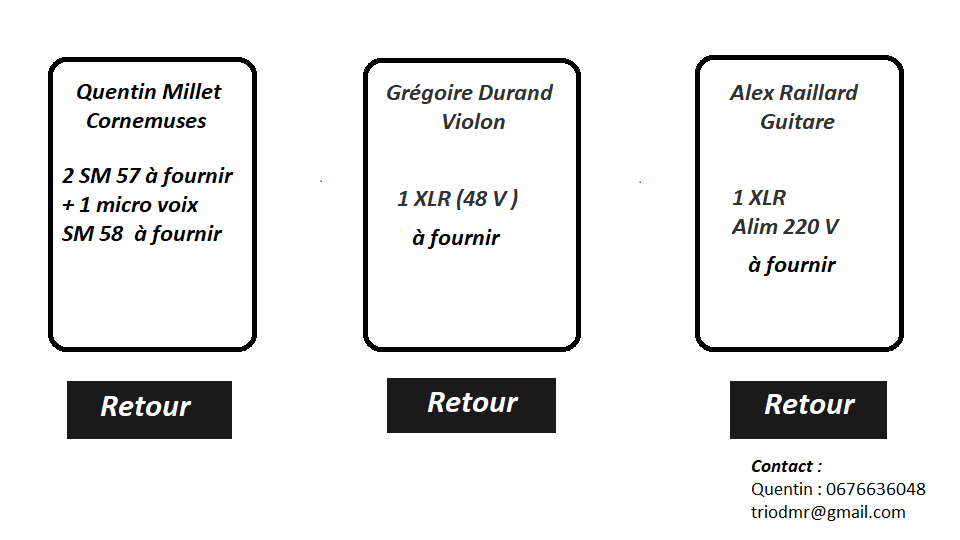 Quentin Millet
Cornemuses
2 SM 57 à fournir
+ 1 micro voix
SM 58 à fournir
Retour
Grégoire Durand
Violon
1 XLR (48 V )
à fournir
Retour
Alex Raillard
Guitare
1 XLR
Alim 220 V
à fournir
Retour
Contact :
Quentin : 0676636048
triodmr@gmail.com